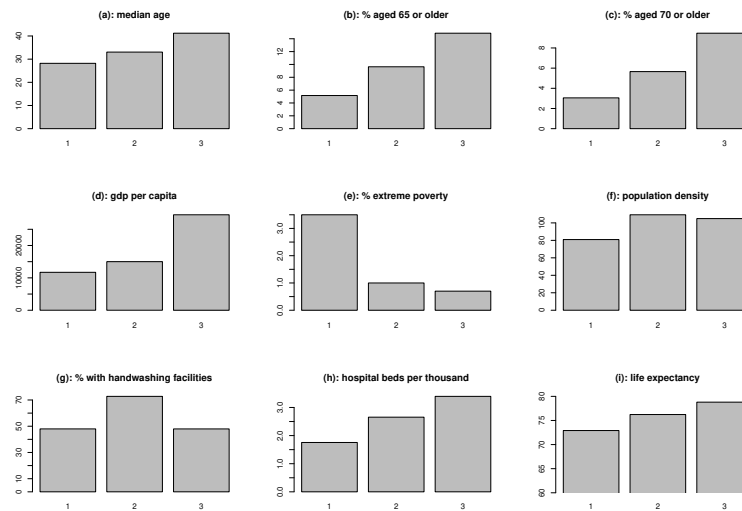 (a): median age
(b): % aged 65 or older
(c): % aged 70 or older
0 10 20 30 40
1 2 3
0 2 4 6 8 12
1 2 3
0 2 4 6 8
1 2 3
(d): gdp per capita
(e): % extreme poverty
(f): population density
0 10000 20000
1 2 3
0.0 1.0 2.0 3.0
1 2 3
0 20 40 60 80 100
1 2 3
(g): % with handwashing facilities
(h): hospital beds per thousand
(i): life expectancy
0 10 30 50 70
1 2 3
0.0 1.0 2.0 3.0
1 2 3
60 65 70 75 80
1 2 3